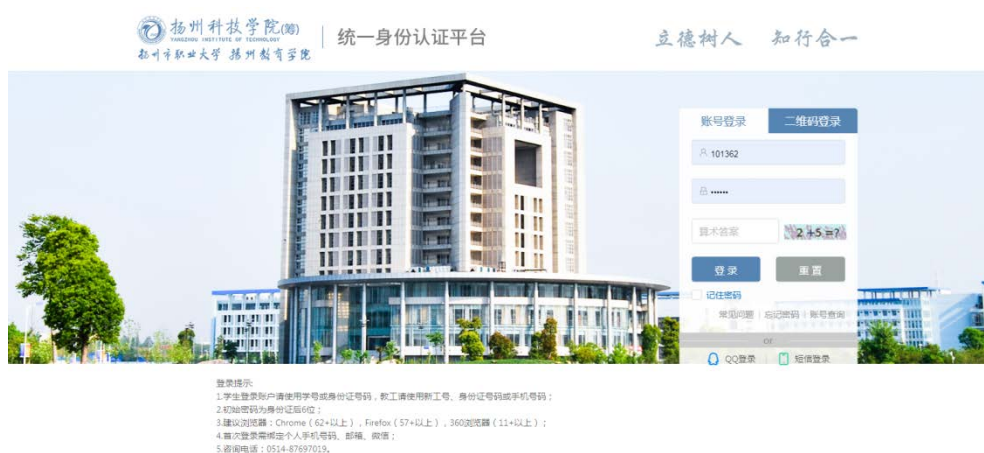 扬州科技学院(筹)
YANGZHOU INSTITUTE OF TECHNOLOGY
扬州市职业大学 扬州教育学院
统一身份认证平台
立德树人 知行合一
账号登录 二维码登录
101362
••••••
算术答案 2+5=?
登录 重置
记住密码
常见问题 | 忘记密码 | 账号查询
or
QQ登录 短信登录
登录提示:
1.学生登录账户请使用学号或身份证号码，教工请使用新工号、身份证号码或手机号码；
2.初始密码为身份证后6位；
3.建议浏览器：Chrome（62+以上），Firefox（57+以上），360浏览器（11+以上）；
4.首次登录需绑定个人手机号码、邮箱、微信；
5.咨询电话：0514-87697019。